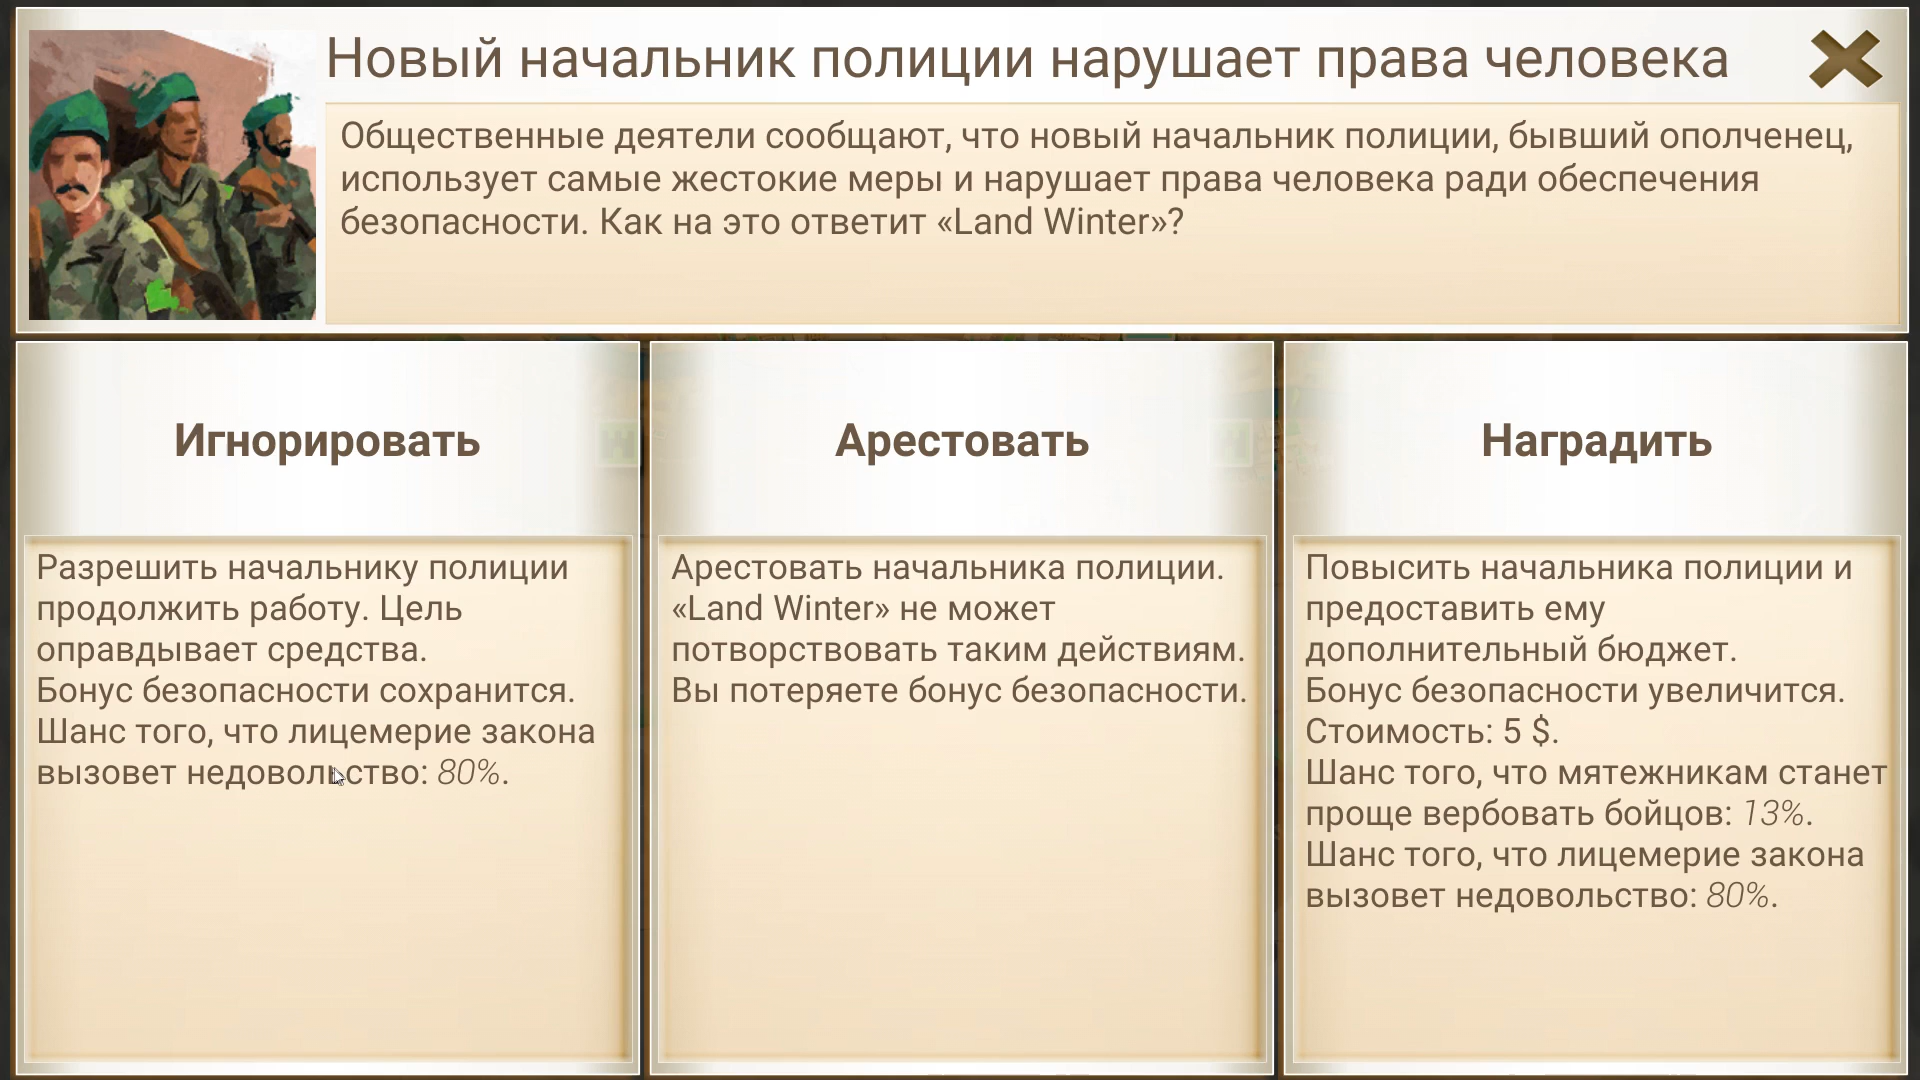 Новый начальник полиции нарушает права человека
Общественные деятели сообщают, что новый начальник полиции, бывший ополченец,
использует самые жестокие меры и нарушает права человека ради обеспечения
безопасности. Как на это ответит «Land Winter»?
Игнорировать
Разрешить начальнику полиции
продолжить работу. Цель
оправдывает средства.
Бонус безопасности сохранится.
Шанс того, что лицемерие закона
вызовет недовольство: 80%.
Арестовать
Арестовать начальника полиции.
«Land Winter» не может
потворствовать таким действиям.
Вы потеряете бонус безопасности.
Наградить
Повысить начальника полиции и
предоставить ему
дополнительный бюджет.
Бонус безопасности увеличится.
Стоимость: 5 $.
Шанс того, что мятежникам станет
проще вербовать бойцов: 13%.
Шанс того, что лицемерие закона
вызовет недовольство: 80%.